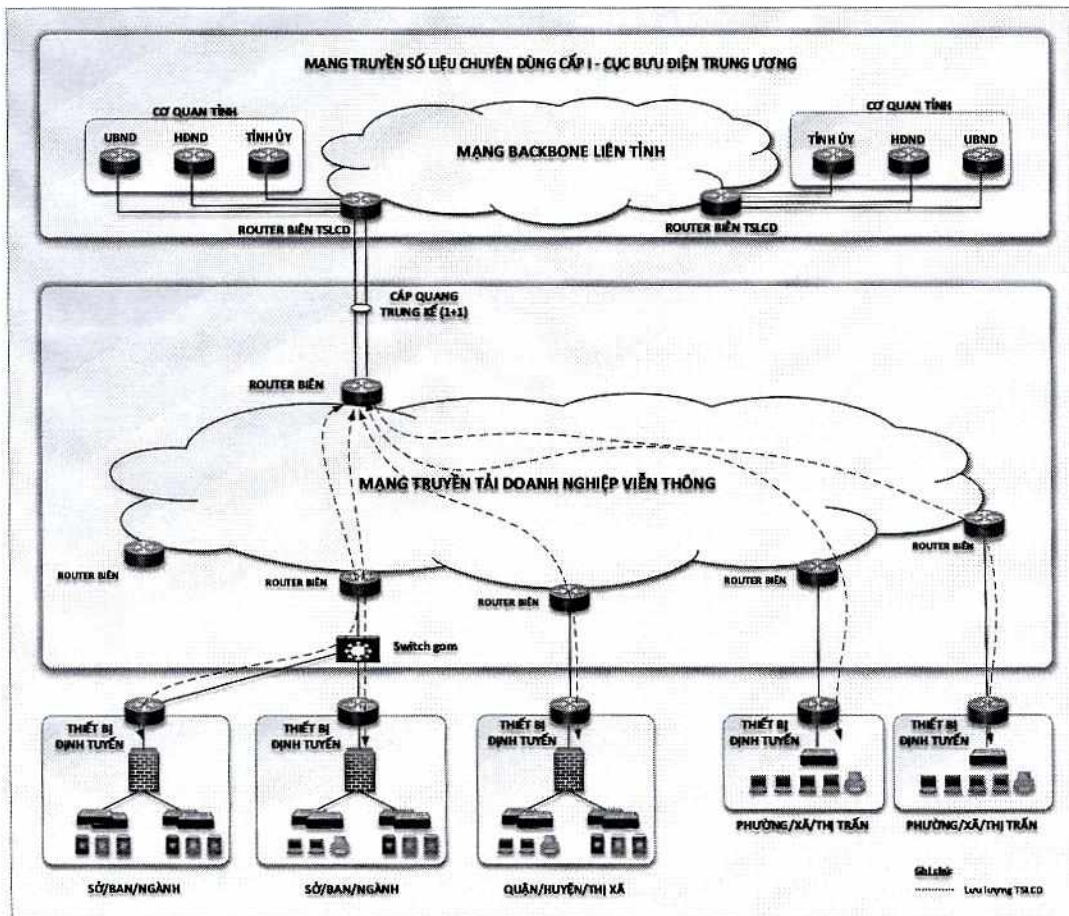 MẠNG TRUYỀN SỐ LIỆU CHUYÊN DÙNG CẤP I - CỤC BƯU ĐIỆN TRUNG ƯƠNG
CƠ QUAN TỈNH
UBND
HĐND
TỈNH ỦY
MẠNG BACKBONE LIÊN TỈNH
CƠ QUAN TỈNH
TỈNH ỦY
HĐND
UBND
ROUTER BIÊN TSLCD
ROUTER BIÊN TSLCD
CÁP QUANG
TRUNG KẾ (1+1)
ROUTER BIÊN
MẠNG TRUYỀN TẢI DOANH NGHIỆP VIỄN THÔNG
ROUTER BIÊN
ROUTER BIÊN
ROUTER BIÊN
ROUTER BIÊN
ROUTER BIÊN
Switch gom
THIẾT BỊ
ĐỊNH TUYẾN
THIẾT BỊ
ĐỊNH TUYẾN
THIẾT BỊ
ĐỊNH TUYẾN
THIẾT BỊ
ĐỊNH TUYẾN
THIẾT BỊ
ĐỊNH TUYẾN
SỞ/BAN/NGÀNH
SỞ/BAN/NGÀNH
QUẬN/HUYỆN/THỊ XÃ
PHƯỜNG/XÃ/THỊ TRẤN
PHƯỜNG/XÃ/THỊ TRẤN
Ghi chú:
Lưu lượng TSLCD